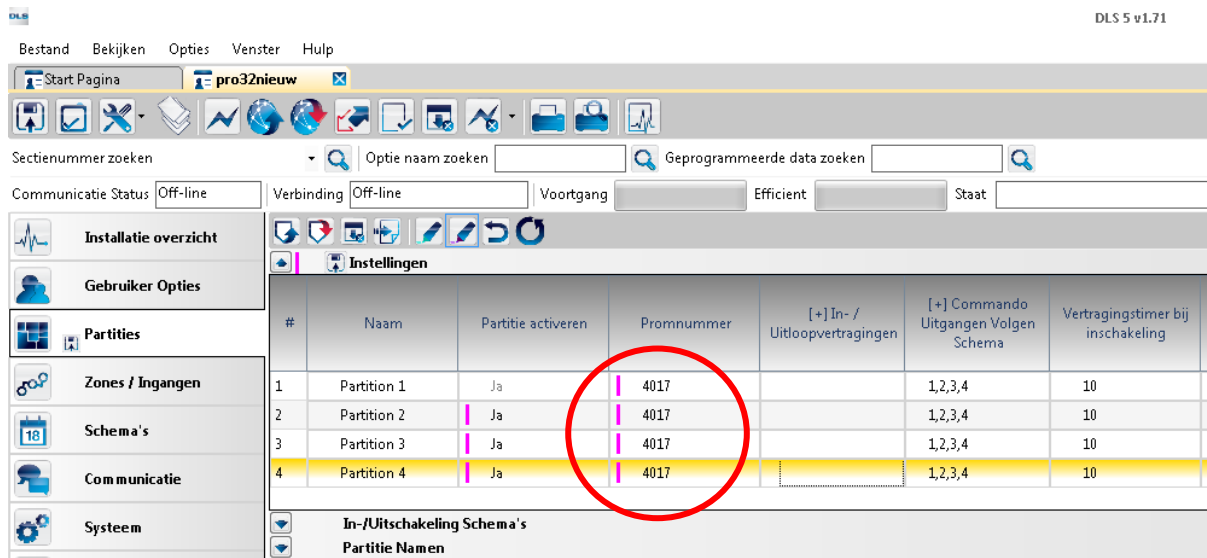 DLS
DLS 5 v1.71
Bestand Bekijken Opties Venster Hulp
Start Pagina pro32nieuw
Sectienummer zoeken Optie naam zoeken Geprogrammeerde data zoeken
Communicatie Status Off-line Verbinding Off-line Voortgang Efficient Staat
Installatie overzicht
Gebruiker Opties
Partities
Zones / Ingangen
18 Schema's
Communicatie
Systeem
Instellingen
# Naam Partitie activeren Promnummer [+] In- / Uitloopvertragingen [+] Commando Uitgangen Volgen Schema Vertragingstimer bij inschakeling
1 Partition 1 Ja 4017 1,2,3,4 10
2 Partition 2 Ja 4017 1,2,3,4 10
3 Partition 3 Ja 4017 1,2,3,4 10
4 Partition 4 Ja 4017 1,2,3,4 10
In-/Uitschakeling Schema's
Partitie Namen